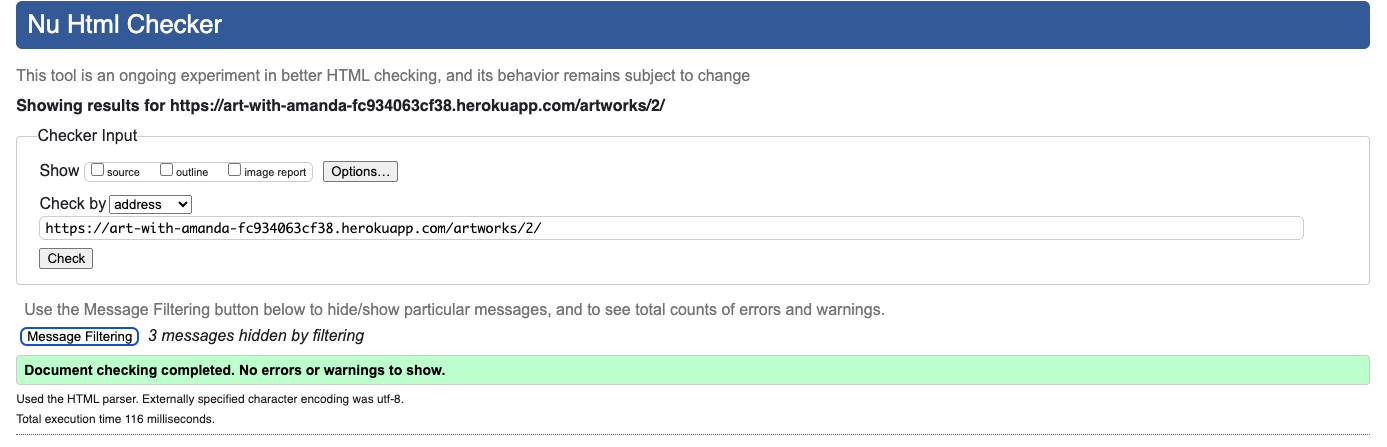 Nu Html Checker
This tool is an ongoing experiment in better HTML checking, and its behavior remains subject to change
Showing results for https://art-with-amanda-fc934063cf38.herokuapp.com/artworks/2/
Checker Input
Show source outline image report Options...
Check by address
https://art-with-amanda-fc934063cf38.herokuapp.com/artworks/2/
Check
Use the Message Filtering button below to hide/show particular messages, and to see total counts of errors and warnings.
Message Filtering 3 messages hidden by filtering
Document checking completed. No errors or warnings to show.
Used the HTML parser. Externally specified character encoding was utf-8.
Total execution time 116 milliseconds.